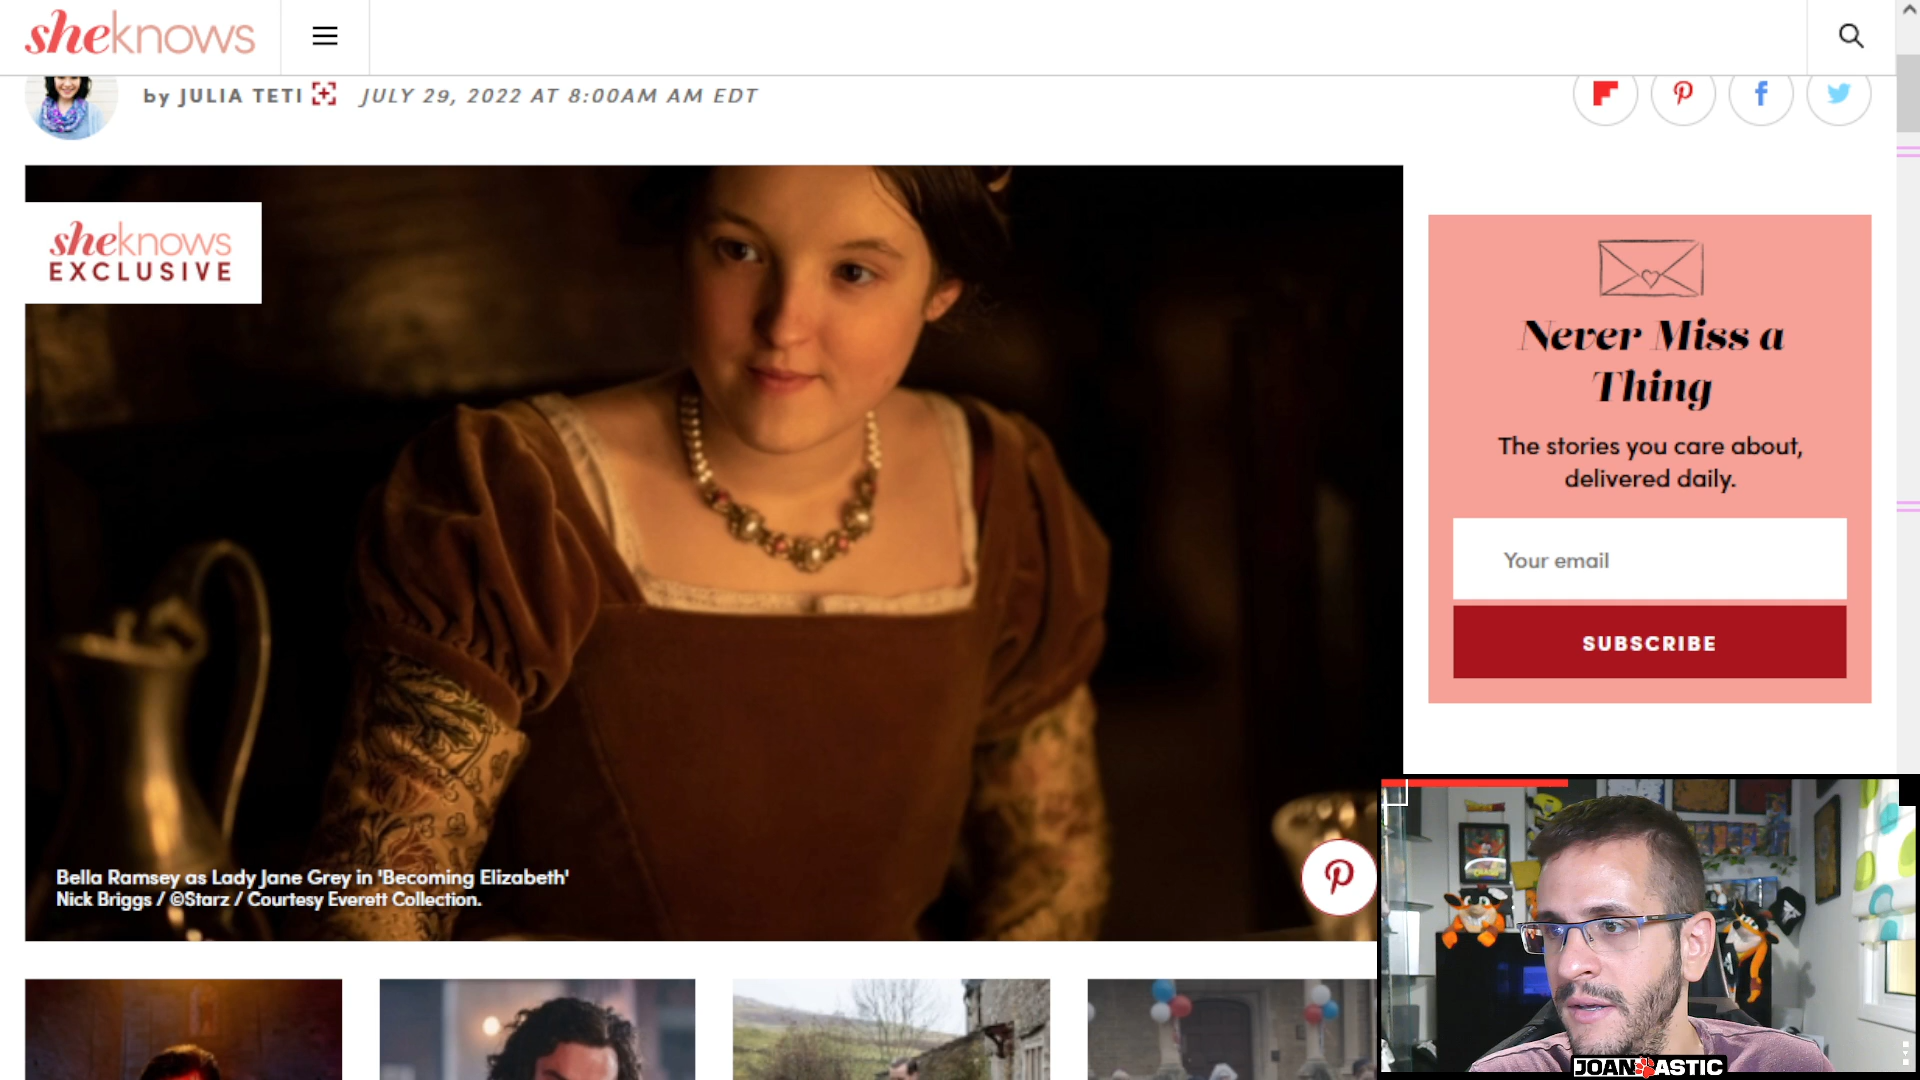 sheknows
by JULIA TETI JULY 29, 2022 AT 8:00AM AM EDT
sheknows
EXCLUSIVE
Bella Ramsey as Lady Jane Grey in 'Becoming Elizabeth'
Nick Briggs / ©Starz / Courtesy Everett Collection.
Never Miss a
Thing
The stories you care about,
delivered daily.
Your email
SUBSCRIBE